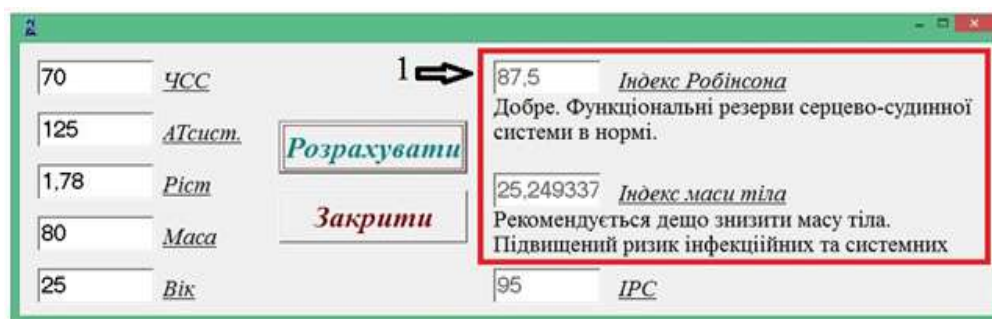 2
70 ЧСС
125 АТсист.
1,78 Ріст
80 Маса
25 Вік
Розрахувати
Закрити
1
87,5 Індекс Робінсона
Добре. Функціональні резерви серцево-судинної
системи в нормі.
25,249337 Індекс маси тіла
Рекомендується дещо знизити масу тіла.
Підвищений ризик інфекціійних та системних
95 ІРС